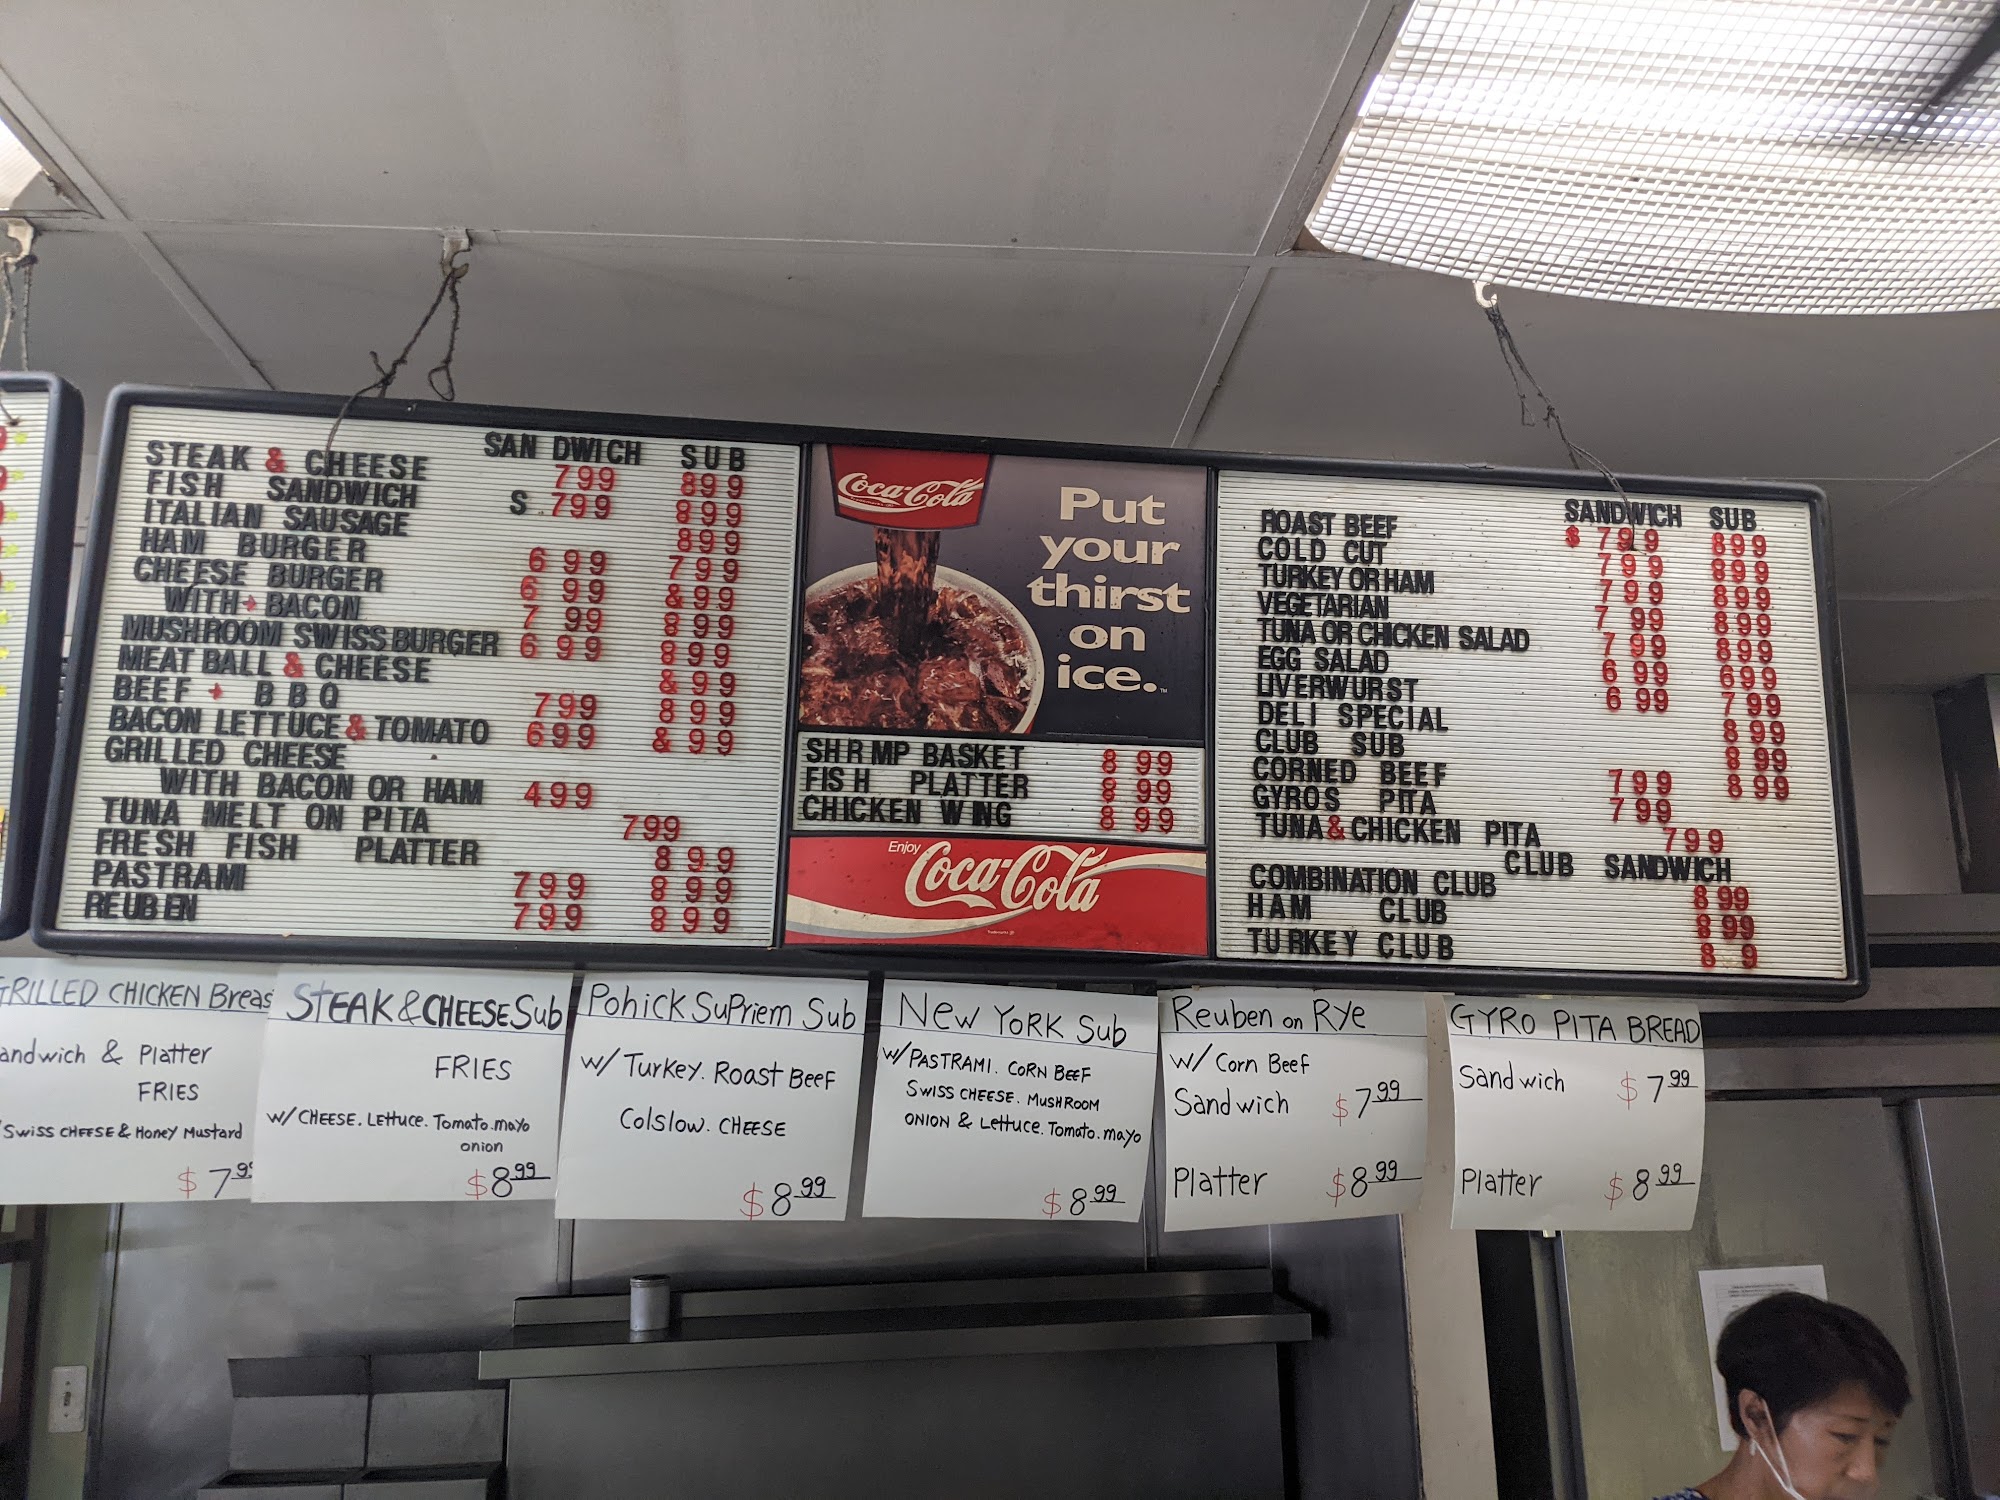 SAN DWICH SUB
STEAK & CHEESE 799 899
FISH SANDWICH S 799 899
ITALIAN SAUSAGE 899
HAM BURGER 699 799
CHEESE BURGER 699 &99
WITH + BACON 799 899
MUSHROOM SWISS BURGER 699 899
MEAT BALL & CHEESE &99
BEEF + BBQ 799 899
BACON LETTUCE & TOMATO 699 &99
GRILLED CHEESE
WITH BACON OR HAM 499
TUNA MELT ON PITA 799
FRESH FISH PLATTER 899
PASTRAMI 799 899
REUBEN 799 899
Coca-Cola
Put
your
thirst
on
ice.
SHR MP BASKET 899
FISH PLATTER 899
CHICKEN W NG 899
Enjoy
Coca-Cola
SANDWICH SUB
ROAST BEEF $ 799 899
COLD CUT 799 899
TURKEY OR HAM 799 899
VEGETARIAN 799 899
TUNA OR CHICKEN SALAD 799 899
EGG SALAD 699 699
LIVERWURST 699 799
DELI SPECIAL 899
CLUB SUB 899
CORNED BEEF 799 899
GYROS PITA 799
TUNA & CHICKEN PITA 799
CLUB SANDWICH
COMBINATION CLUB 899
HAM CLUB 899
TURKEY CLUB 8 9
GRILLED CHICKEN Breas
andwich & Platter
FRIES
SWISS CHEESE & HONEY MUSTARD
$7.99
STEAK & CHEESE Sub
FRIES
W/ CHEESE. Lettuce. Tomato. mayo
onion
$8.99
Pohick SuPriem Sub
W/ Turkey. Roast Beef
Colslow. CHEESE
$8.99
New YORK Sub
W/ PASTRAMI. CORN BEEF
SWISS CHEESE. MUSHROOM
ONION & Lettuce. Tomato. mayo
$8.99
Reuben on Rye
W/ Corn Beef
Sandwich $7.99
Platter $8.99
GYRO PITA BREAD
Sandwich $7.99
Platter $8.99